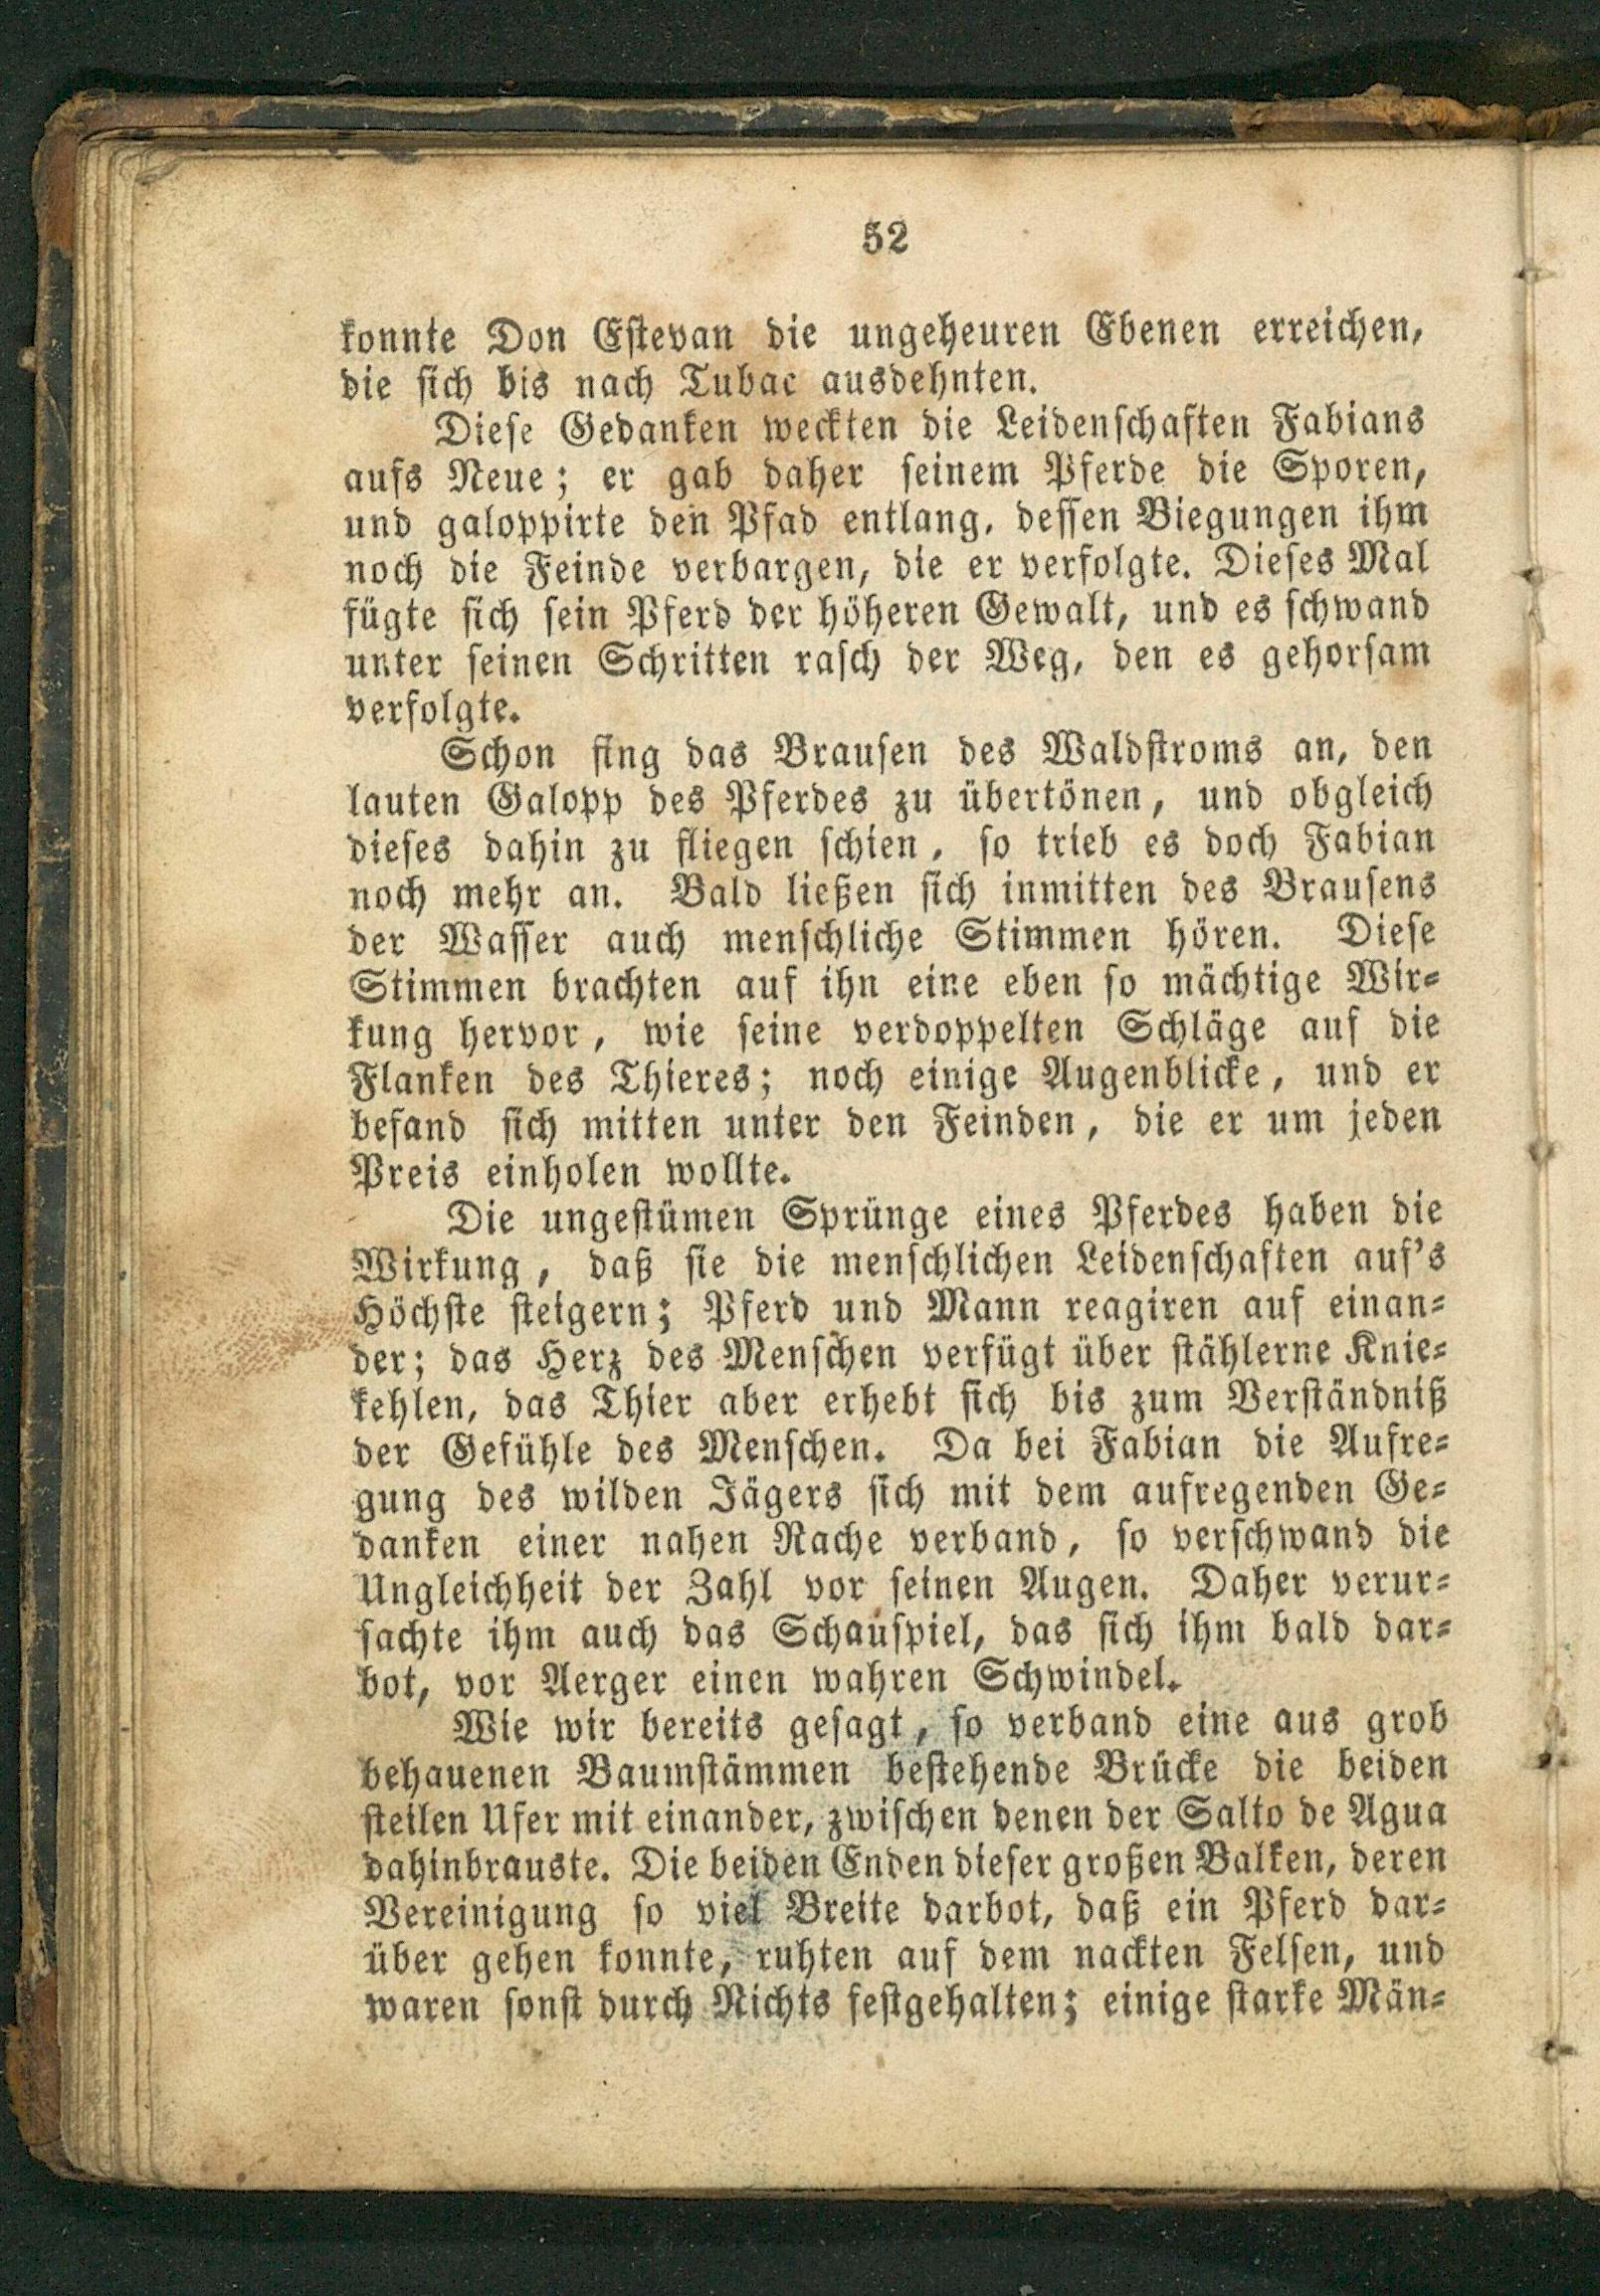 52
konnte Don Estevan die ungeheuren Ebenen erreichen,
die sich bis nach Tubac ausdehnten.
Diese Gedanken weckten die Leidenschaften Fabians
aufs Neue; er gab daher seinem Pferde die Sporen,
und galoppirte den Pfad entlang, dessen Biegungen ihm
noch die Feinde verbargen, die er verfolgte. Dieses Mal
fügte sich sein Pferd der höheren Gewalt, und es schwand
unter seinen Schritten rasch der Weg, den es gehorsam
verfolgte.
Schon fing das Brausen des Waldstroms an, den
lauten Galopp des Pferdes zu übertönen, und obgleich
dieses dahin zu fliegen schien, so trieb es doch Fabian
noch mehr an. Bald ließen sich inmitten des Brausens
der Wasser auch menschliche Stimmen hören. Diese
Stimmen brachten auf ihn eine eben so mächtige Wir-
kung hervor, wie seine verdoppelten Schläge auf die
Flanken des Thieres; noch einige Augenblicke, und er
befand sich mitten unter den Feinden, die er um jeden
Preis einholen wollte.
Die ungestümen Sprünge eines Pferdes haben die
Wirkung, daß sie die menschlichen Leidenschaften auf's
Höchste steigern; Pferd und Mann reagiren auf einan-
der; das Herz des Menschen verfügt über stählerne Knie-
kehlen, das Thier aber erhebt sich bis zum Verständniß
der Gefühle des Menschen. Da bei Fabian die Aufre-
gung des wilden Jägers sich mit dem aufregenden Ge-
danken einer nahen Rache verband, so verschwand die
Ungleichheit der Zahl vor seinen Augen. Daher verur-
sachte ihm auch das Schauspiel, das sich ihm bald dar-
bot, vor Aerger einen wahren Schwindel.
Wie wir bereits gesagt, so verband eine aus grob
behauenen Baumstämmen bestehende Brücke die beiden
steilen Ufer mit einander, zwischen denen der Salto de Agua
dahinbrauste. Die beiden Enden dieser großen Balken, deren
Vereinigung so viel Breite darbot, daß ein Pferd dar-
über gehen konnte, ruhten auf dem nackten Felsen, und
waren sonst durch Nichts festgehalten; einige starke Män-